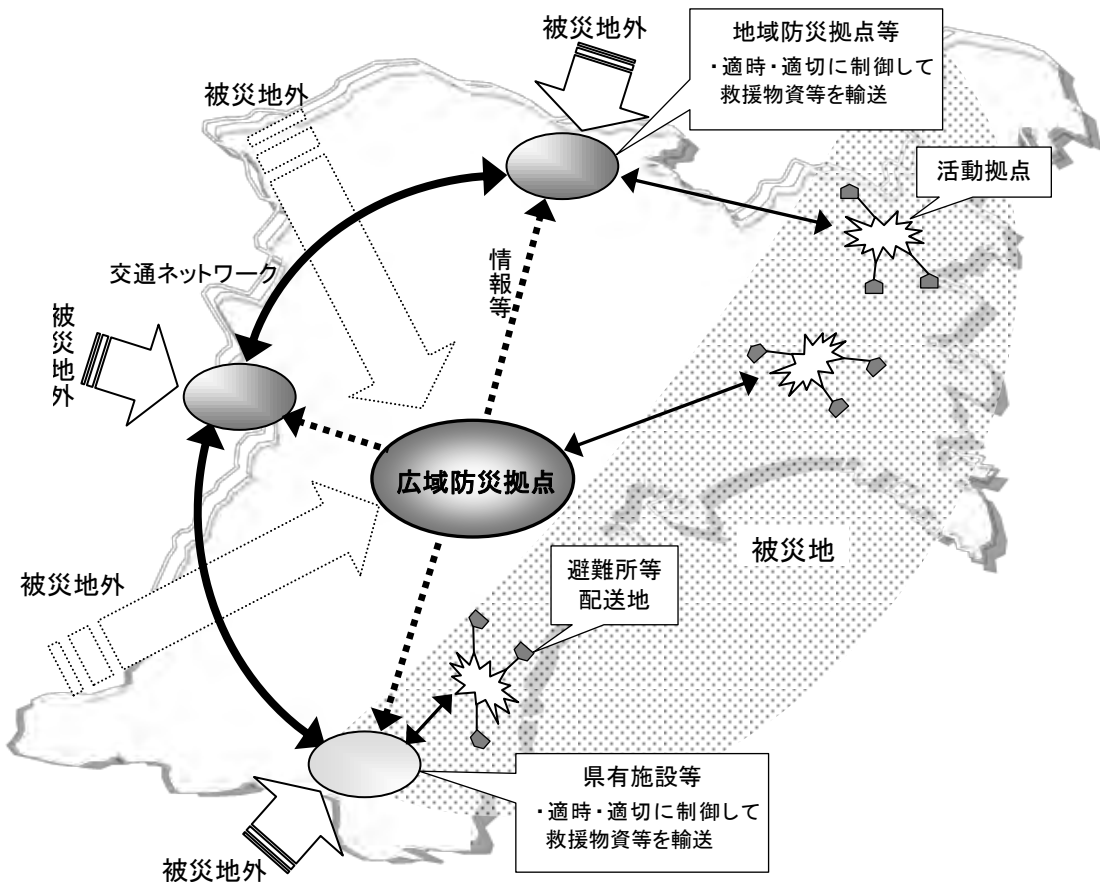 被災地外
地域防災拠点等
・適時・適切に制御して
救援物資等を輸送
被災地外
活動拠点
交通ネットワーク
情報等
被災地外
広域防災拠点
被災地
避難所等
配送地
被災地外
県有施設等
・適時・適切に制御して
救援物資等を輸送
被災地外